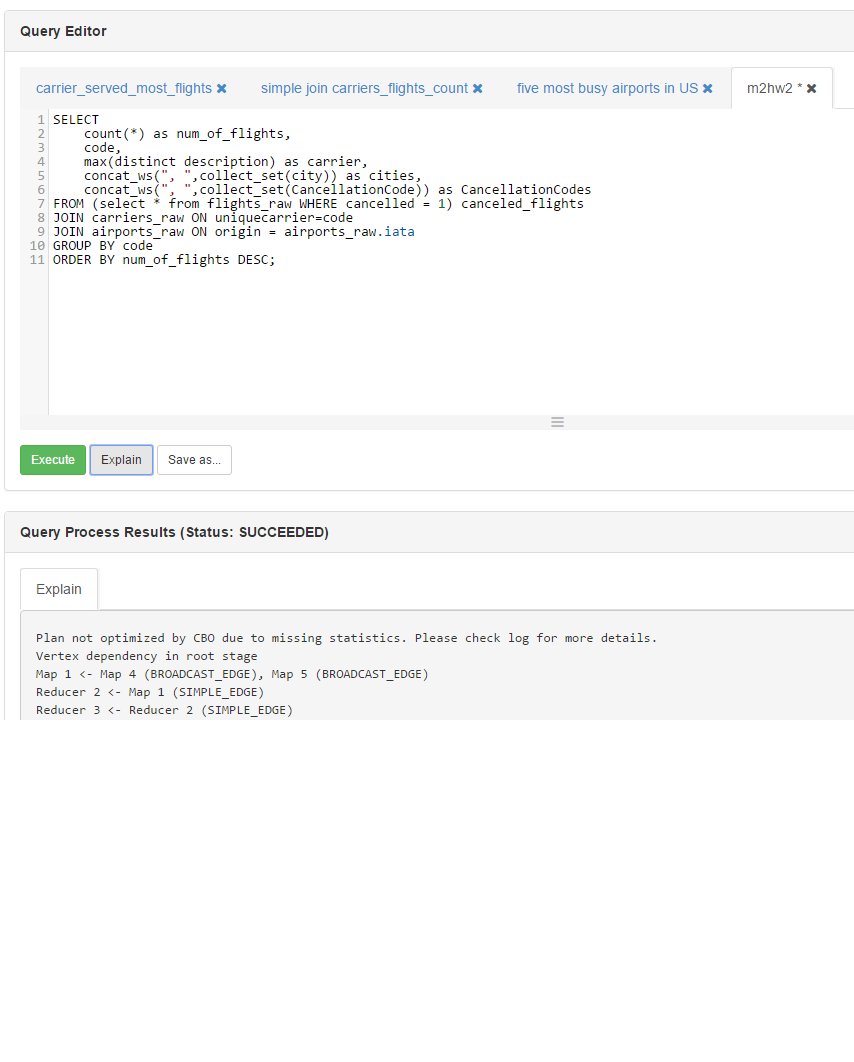 Query Editor
carrier_served_most_flights ✖ simple join carriers_flights_count ✖ five most busy airports in US ✖ m2hw2 * ✖
1 SELECT
2     count(*) as num_of_flights,
3     code,
4     max(distinct description) as carrier,
5     concat_ws(", ",collect_set(city)) as cities,
6     concat_ws(", ",collect_set(CancellationCode)) as CancellationCodes
7 FROM (select * from flights_raw WHERE cancelled = 1) canceled_flights
8 JOIN carriers_raw ON uniquecarrier=code
9 JOIN airports_raw ON origin = airports_raw.iata
10 GROUP BY code
11 ORDER BY num_of_flights DESC;
Execute Explain Save as...
Query Process Results (Status: SUCCEEDED)
Explain
Plan not optimized by CBO due to missing statistics. Please check log for more details.
Vertex dependency in root stage
Map 1 <- Map 4 (BROADCAST_EDGE), Map 5 (BROADCAST_EDGE)
Reducer 2 <- Map 1 (SIMPLE_EDGE)
Reducer 3 <- Reducer 2 (SIMPLE_EDGE)